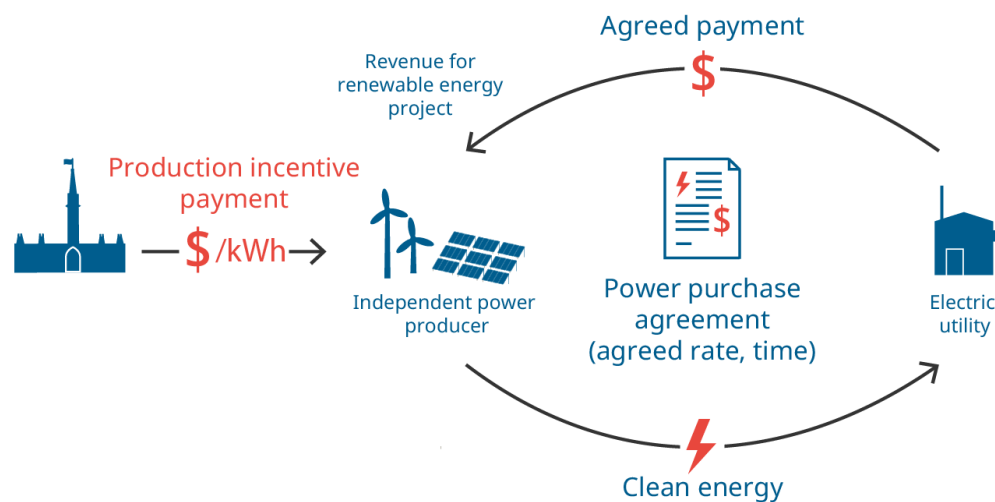 Agreed payment
$
Revenue for
renewable energy
project
Production incentive
payment
$/kWh
$
Independent power
producer
Power purchase
agreement
(agreed rate, time)
Electric
utility
Clean energy